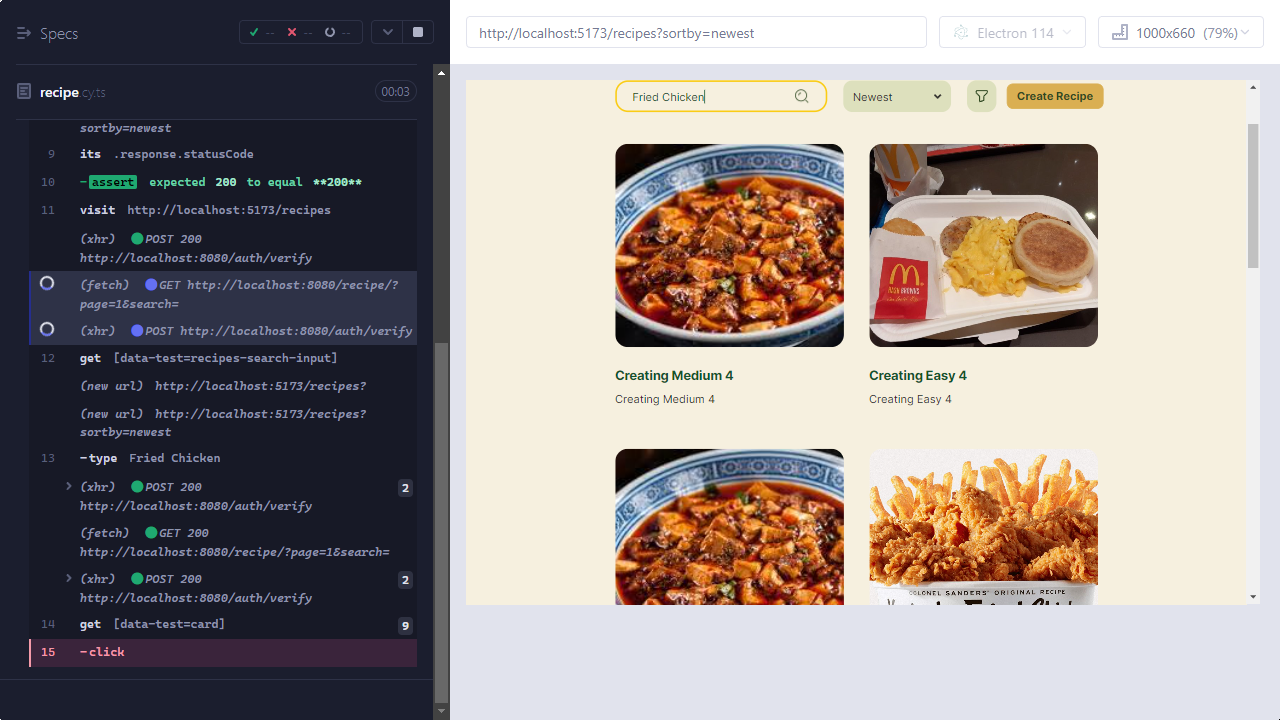 Specs
--
--
--
recipe.cy.ts
00:03
sortby=newest
9 its .response.statusCode
10 -assert expected 200 to equal **200**
11 visit http://localhost:5173/recipes
(xhr) POST 200
http://localhost:8080/auth/verify
(fetch) GET http://localhost:8080/recipe/?
page=1&search=
(xhr) POST http://localhost:8080/auth/verify
12 get [data-test=recipes-search-input]
(new url) http://localhost:5173/recipes?
(new url) http://localhost:5173/recipes?
sortby=newest
13 -type Fried Chicken
(xhr) POST 200 2
http://localhost:8080/auth/verify
(fetch) GET 200
http://localhost:8080/recipe/?page=1&search=
(xhr) POST 200 2
http://localhost:8080/auth/verify
14 get [data-test=card] 9
15 -click
http://localhost:5173/recipes?sortby=newest
Electron 114
1000x660 (79%)
Fried Chicken
Newest
Create Recipe
Creating Medium 4
Creating Medium 4
Creating Easy 4
Creating Easy 4
COLONEL SANDERS' ORIGINAL RECIPE